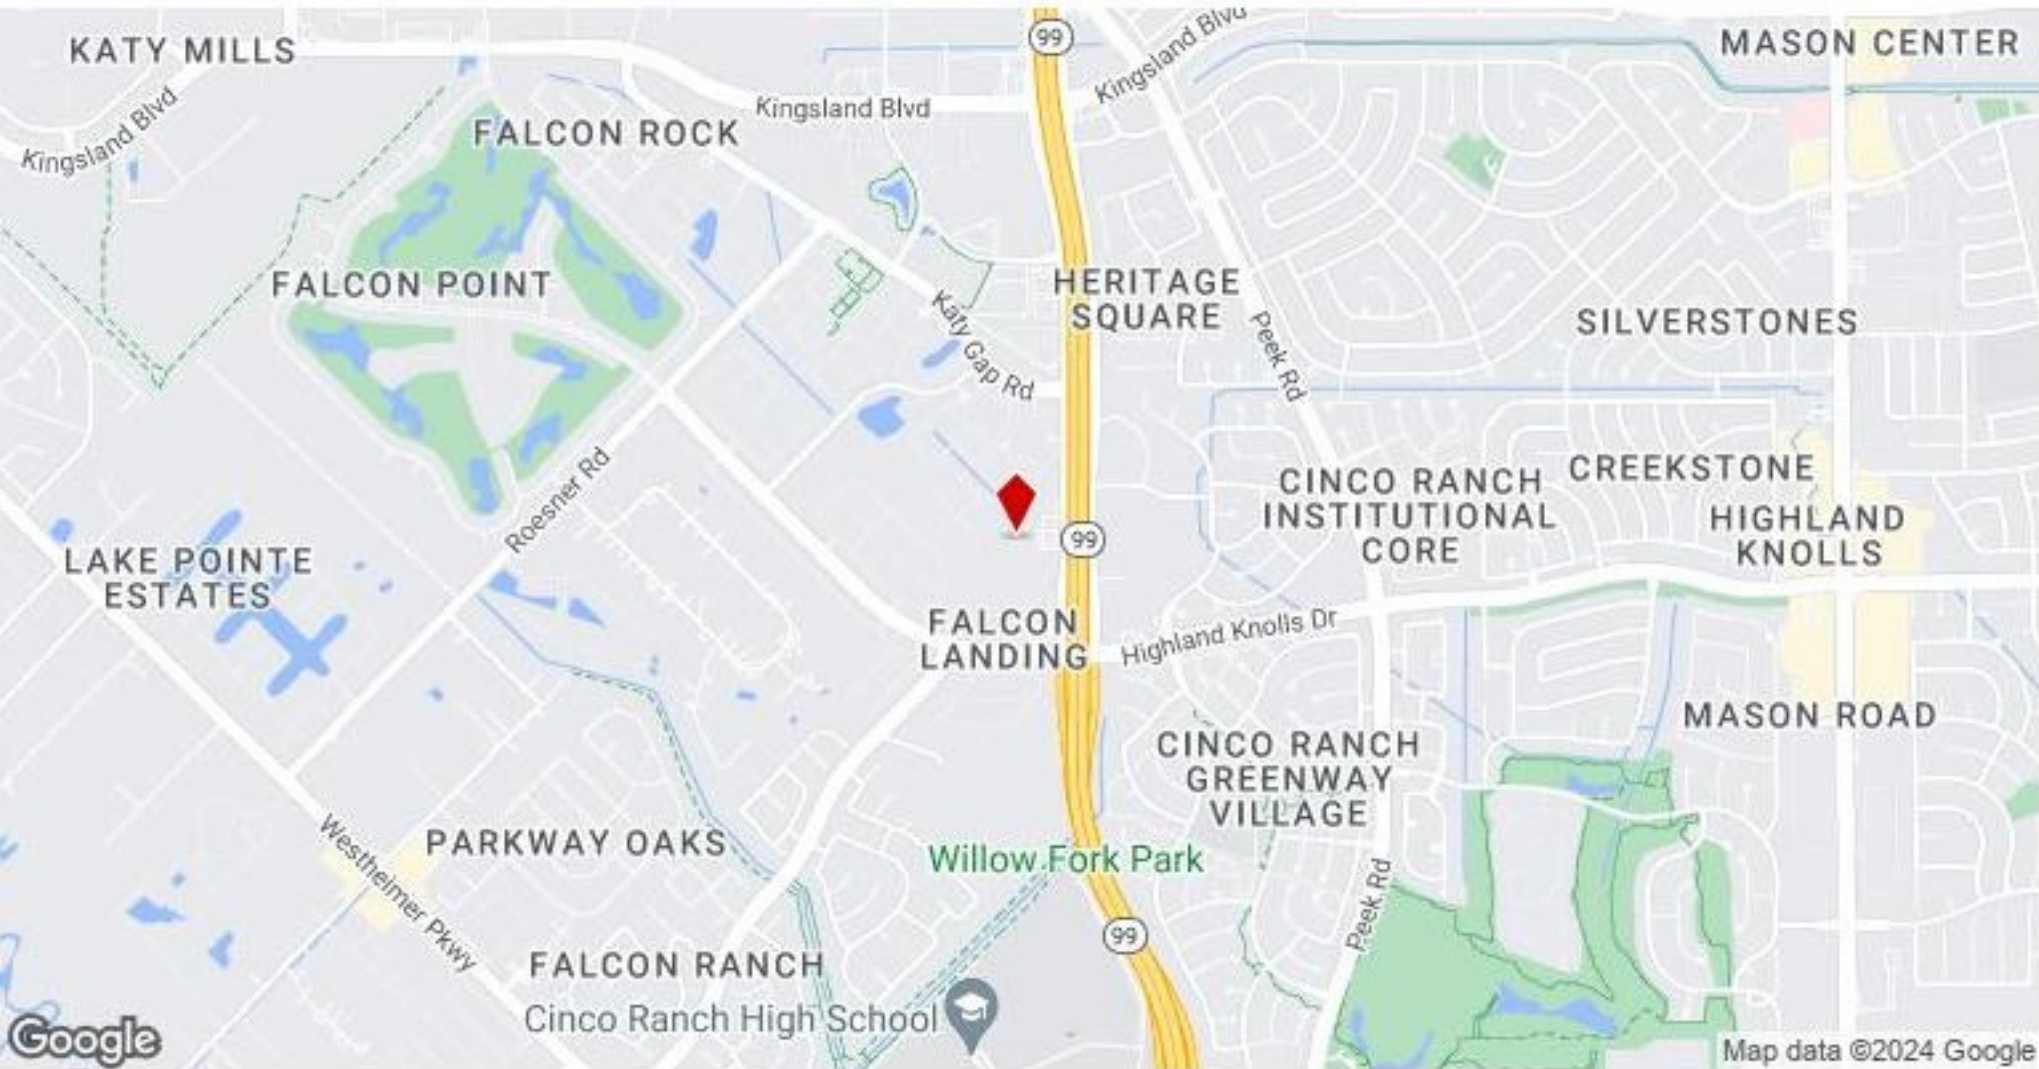 99
KATY MILLS
MASON CENTER
Kingsland Blvd
Kingsland Blvd
Kingsland Blvd
FALCON ROCK
FALCON POINT
HERITAGE
SQUARE
Katy Gap Rd
Peek Rd
SILVERSTONES
Roesner Rd
CINCO RANCH
INSTITUTIONAL
CORE
CREEKSTONE
HIGHLAND
KNOLLS
99
LAKE POINTE
ESTATES
FALCON
LANDING
Highland Knolls Dr
MASON ROAD
CINCO RANCH
GREENWAY
VILLAGE
PARKWAY OAKS
Westheimer Pkwy
Willow Fork Park
Peek Rd
99
FALCON RANCH
Cinco Ranch High School
Google
Map data ©2024 Google